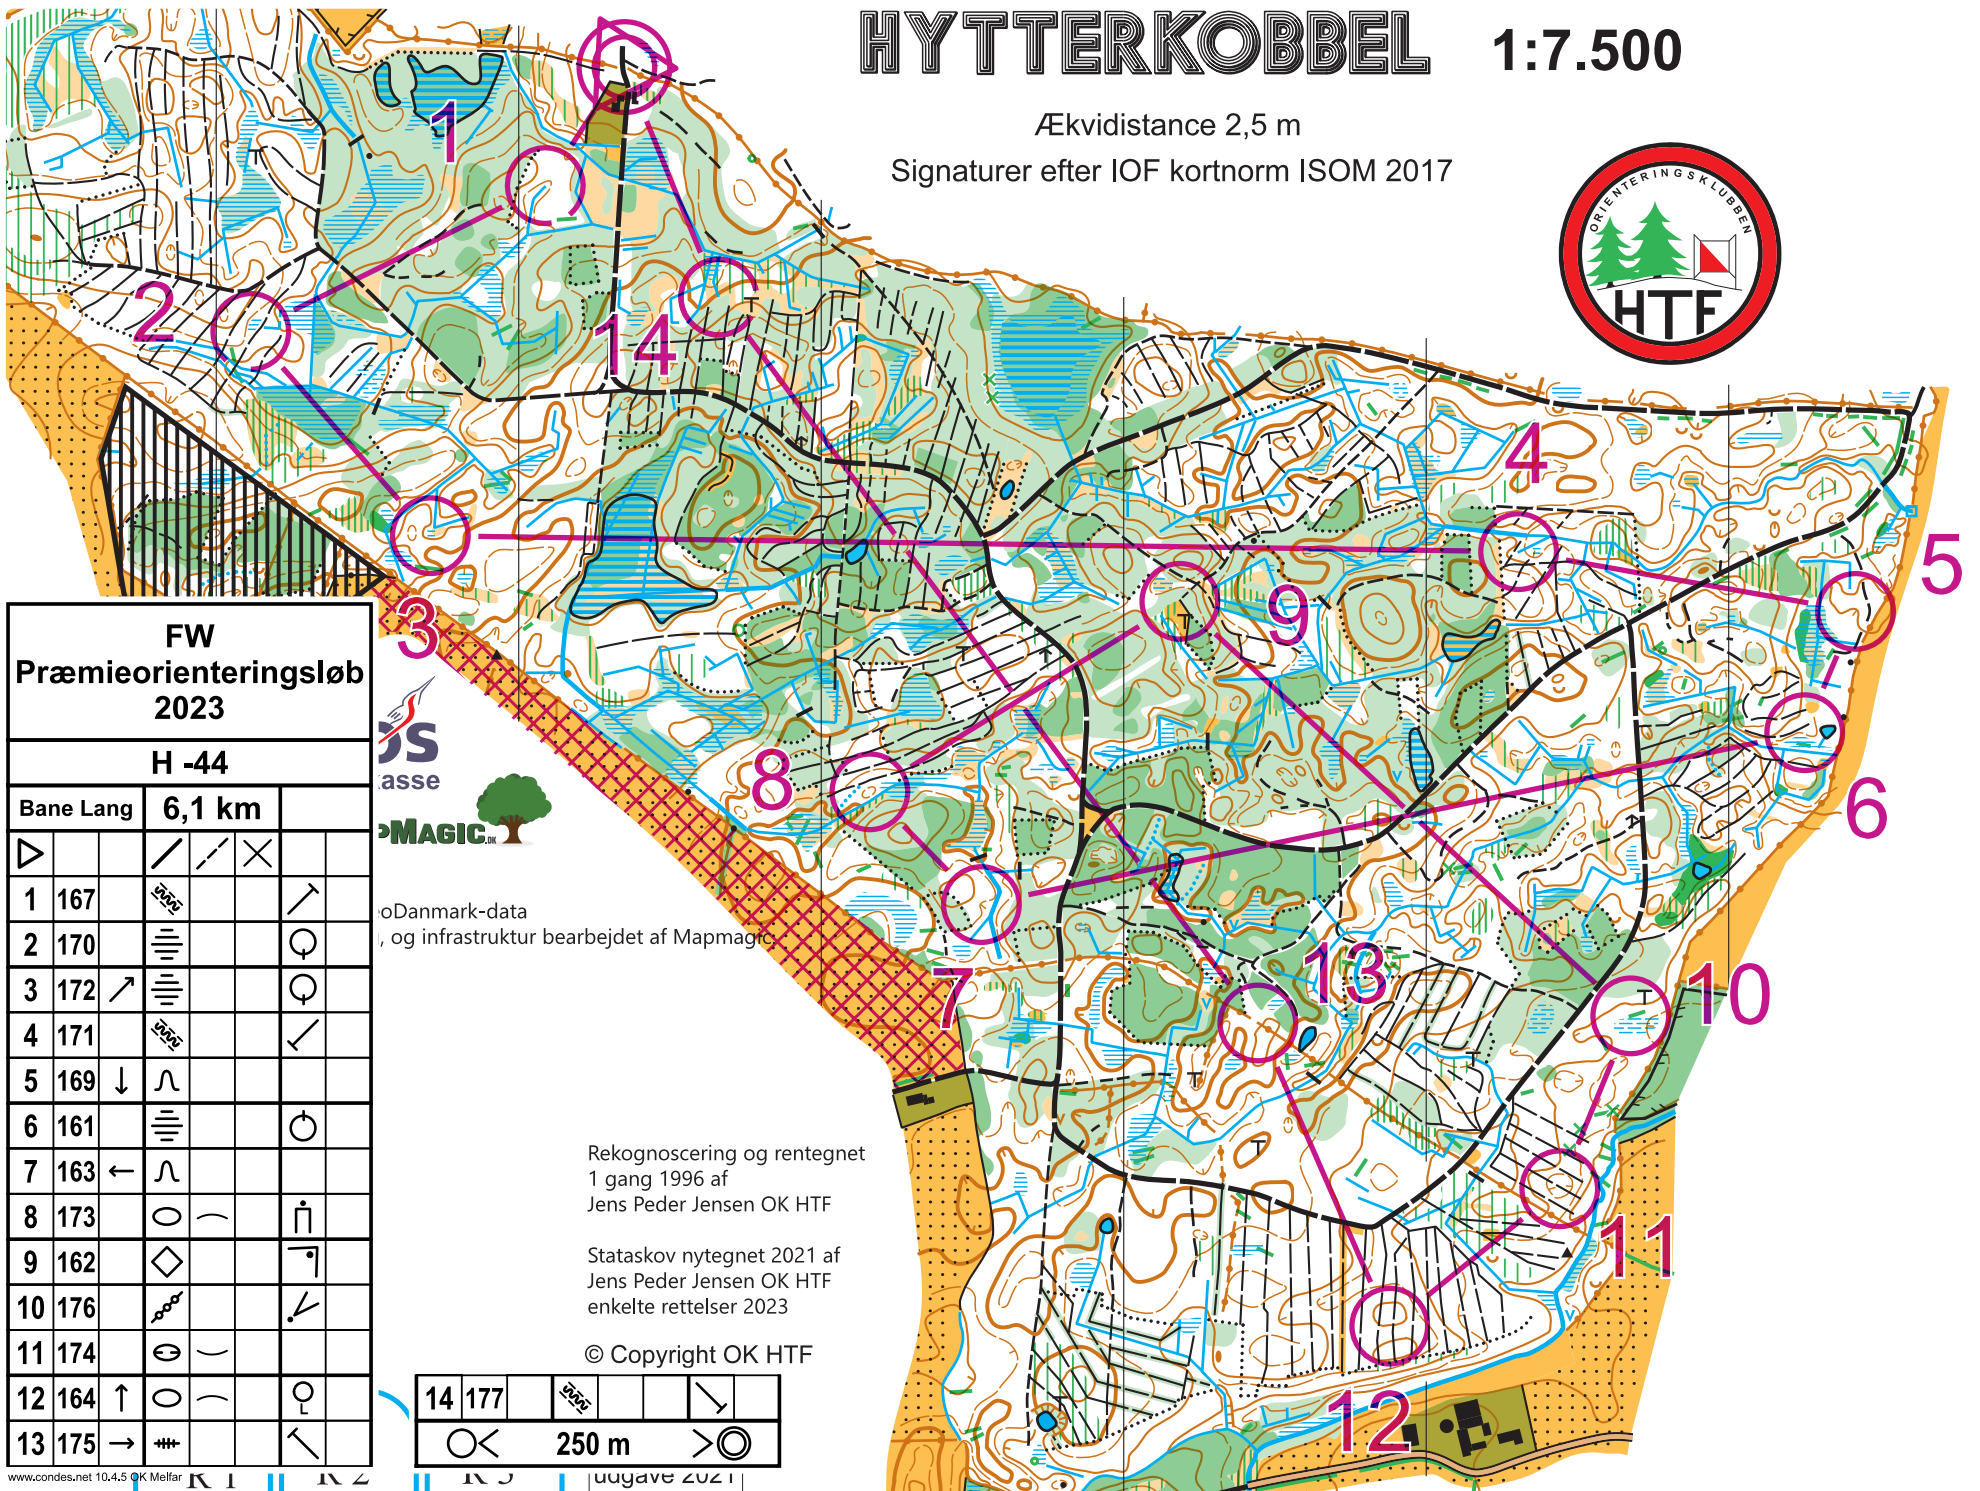 HYTTERKOBBEL
1:7.500
Ækvidistance 2,5 m
Signaturer efter IOF kortnorm ISOM 2017
ORIENTERINGSKLUBBEN
HTF
1
2
3
4
5
6
7
8
9
10
11
12
13
14
FW
Præmieorienteringsløb
2023
H -44
Bane Lang 6,1 km
1 167
2 170
3 172
4 171
5 169
6 161
7 163
8 173
9 162
10 176
11 174
12 164
13 175
14 177
250 m
asse
MAGIC.DK
oDanmark-data
, og infrastruktur bearbejdet af Mapmagic
Rekognoscering og rentegnet
1 gang 1996 af
Jens Peder Jensen OK HTF
Stataskov nytegnet 2021 af
Jens Peder Jensen OK HTF
enkelte rettelser 2023
© Copyright OK HTF
www.condes.net 10.4.5 OK Melfar
udgave 2021